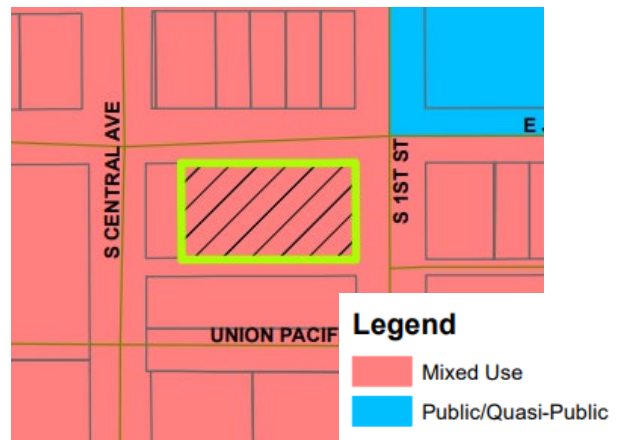 S CENTRAL AVE
S 1ST ST
E
UNION PACIF
Legend
Mixed Use
Public/Quasi-Public